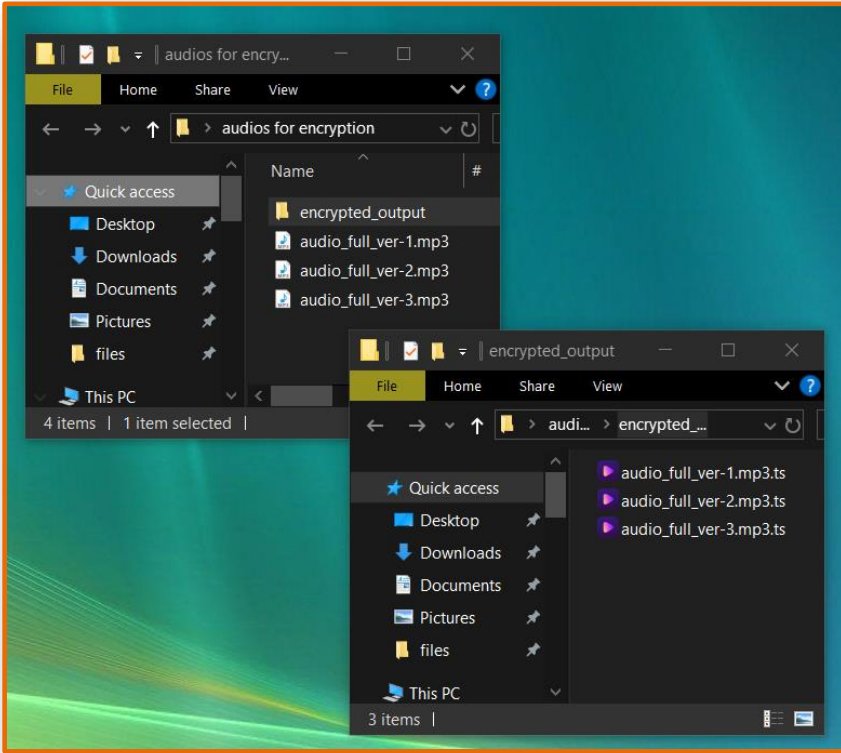 audios for encry...
File Home Share View
audios for encryption
Name #
Quick access
Desktop
Downloads
Documents
Pictures
files
This PC
encrypted_output
audio_full_ver-1.mp3
audio_full_ver-2.mp3
audio_full_ver-3.mp3
4 items | 1 item selected |
encrypted_output
File Home Share View
audi... > encrypted_...
Quick access
Desktop
Downloads
Documents
Pictures
files
This PC
audio_full_ver-1.mp3.ts
audio_full_ver-2.mp3.ts
audio_full_ver-3.mp3.ts
3 items |